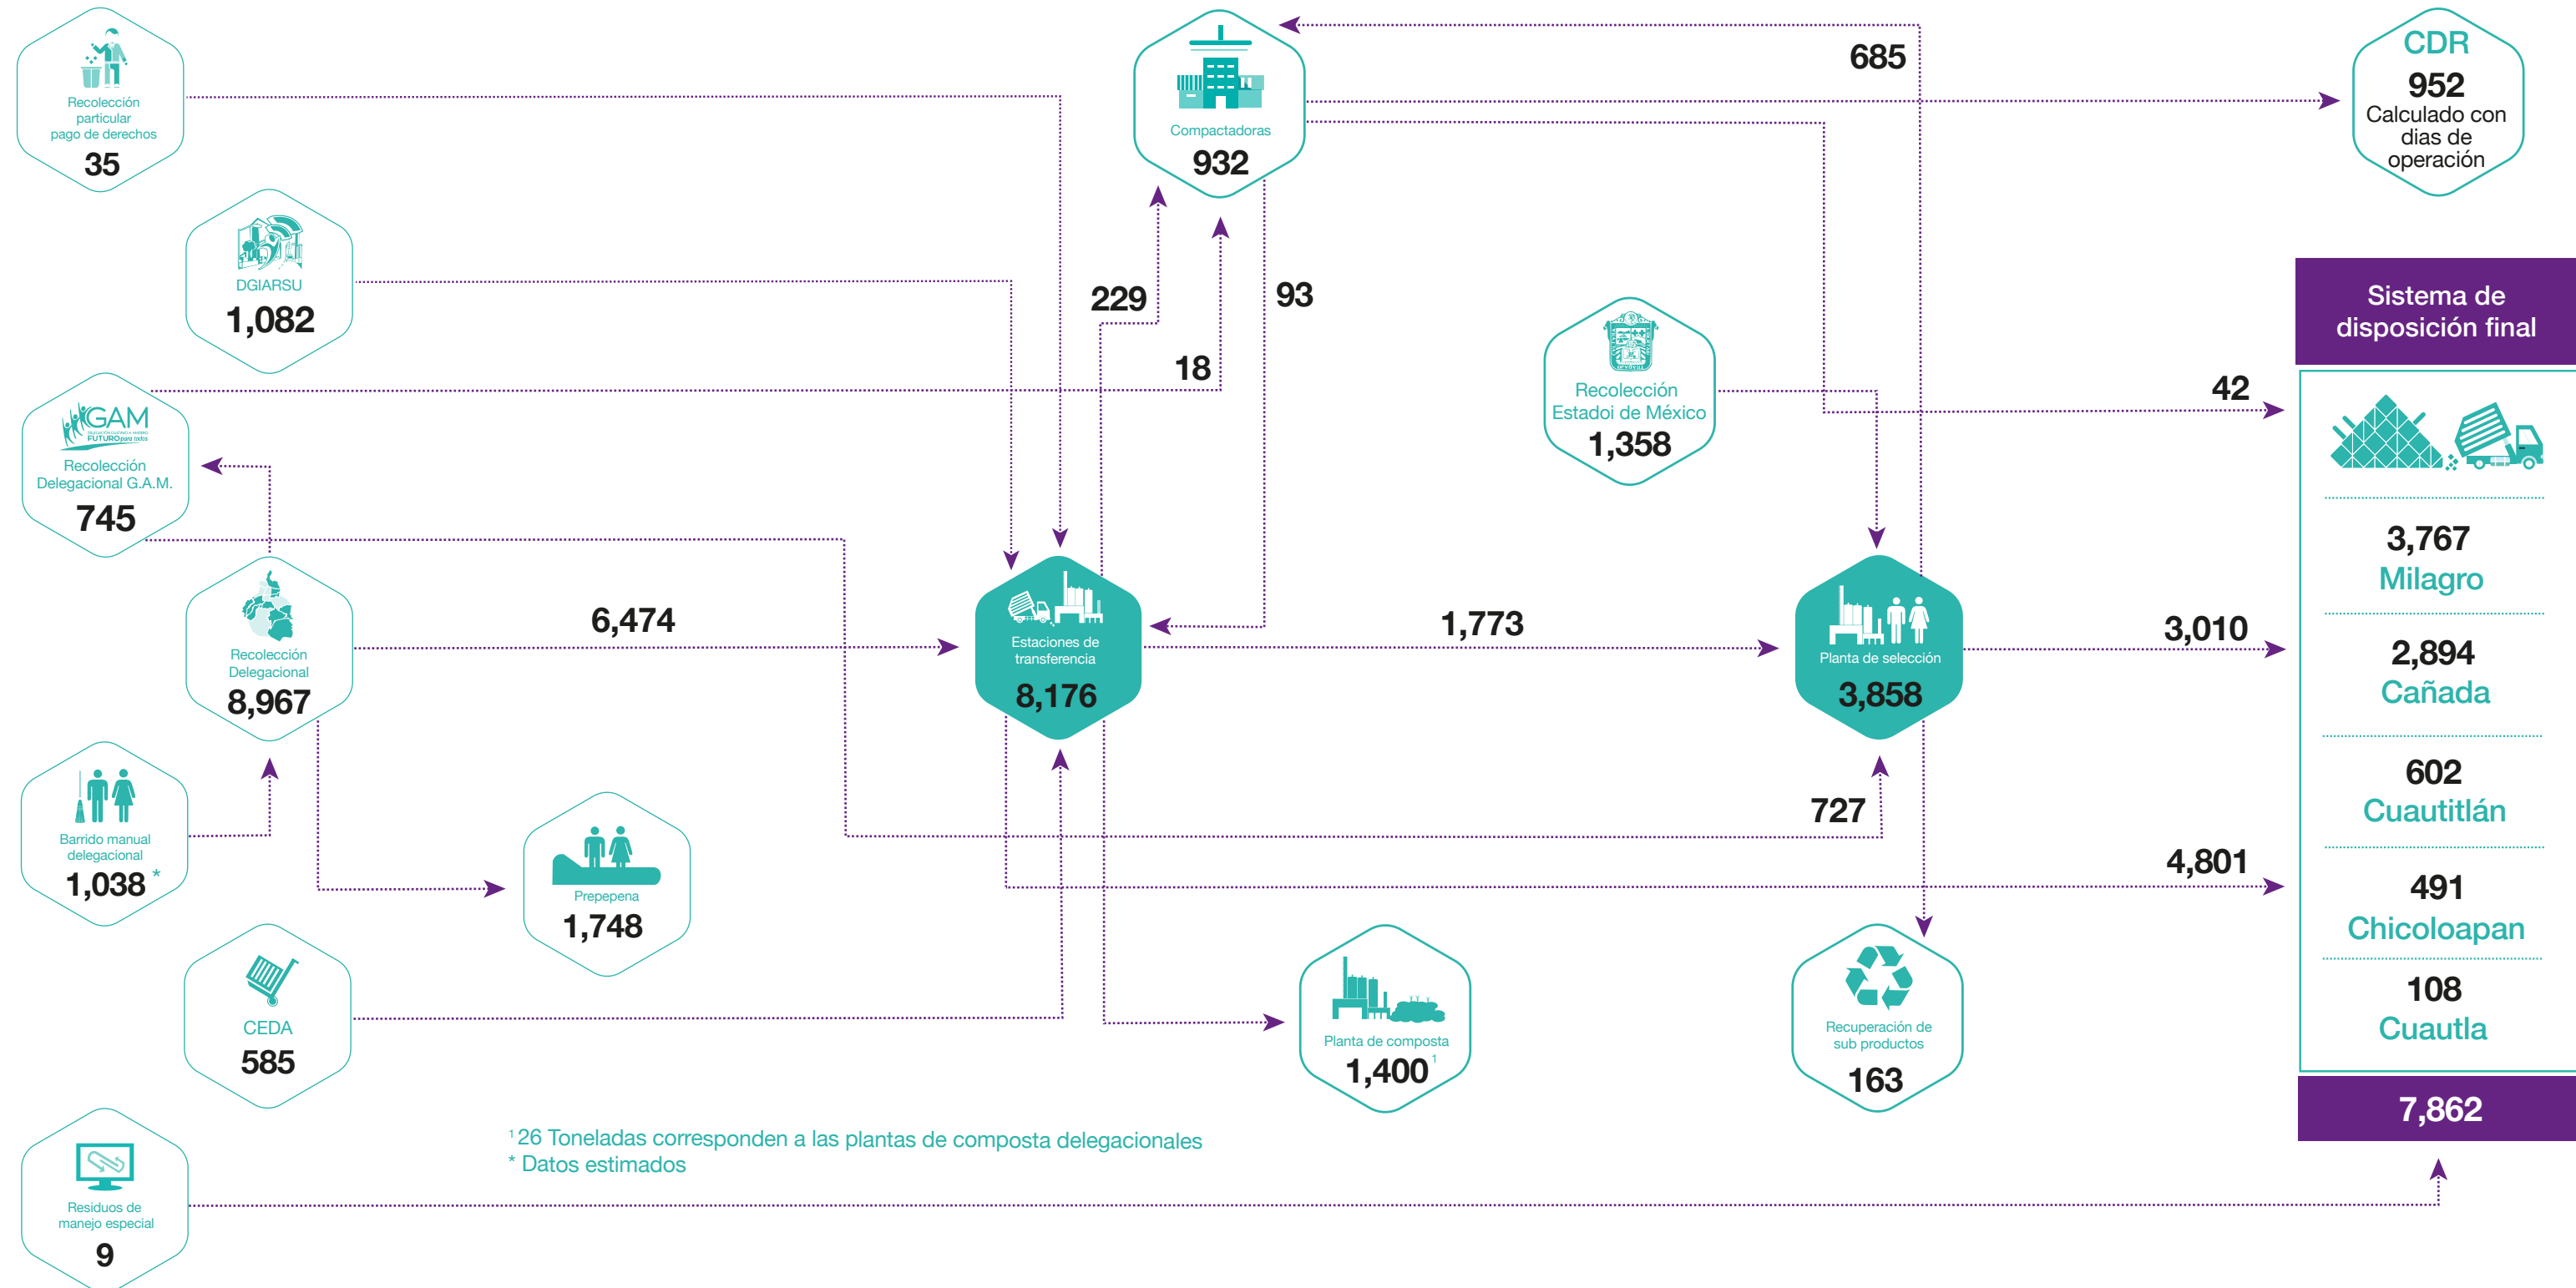 Recolección
particular
pago de derechos
35
DGIARSU
1,082
GAM
FUTURO para todos
Recolección
Delegacional G.A.M.
745
Recolección
Delegacional
8,967
Barrido manual
delegacional
1,038 *
CEDA
585
Residuos de
manejo especial
9
Prepepena
1,748
6,474
Compactadoras
932
229
18
93
685
Estaciones de
transferencia
8,176
1,773
Recolección
Estadoi de México
1,358
Planta de selección
3,858
727
Planta de composta
1,400 1
Recuperación de
sub productos
163
CDR
952
Calculado con
dias de
operación
42
3,010
4,801
Sistema de
disposición final
3,767
Milagro
2,894
Cañada
602
Cuautitlán
491
Chicoloapan
108
Cuautla
7,862
1 26 Toneladas corresponden a las plantas de composta delegacionales
* Datos estimados